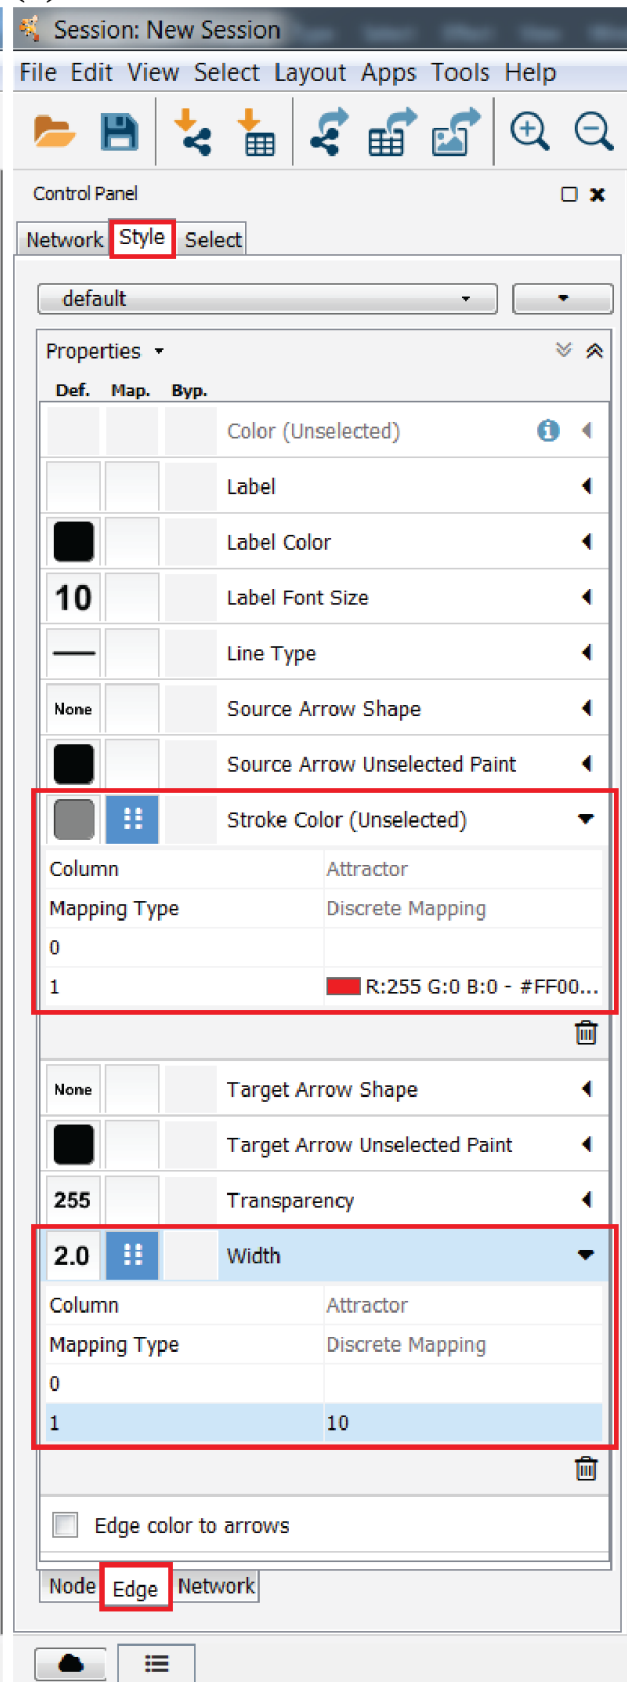 Session: New Session
File Edit View Select Layout Apps Tools Help
Control Panel
Network Style Select
default
Properties
Def. Map. Byp.
Color (Unselected)
Label
Label Color
10 Label Font Size
Line Type
None Source Arrow Shape
Source Arrow Unselected Paint
Stroke Color (Unselected)
Column Attractor
Mapping Type Discrete Mapping
0
1 R:255 G:0 B:0 - #FF00...
None Target Arrow Shape
Target Arrow Unselected Paint
255 Transparency
2.0 Width
Column Attractor
Mapping Type Discrete Mapping
0
1 10
Edge color to arrows
Node Edge Network